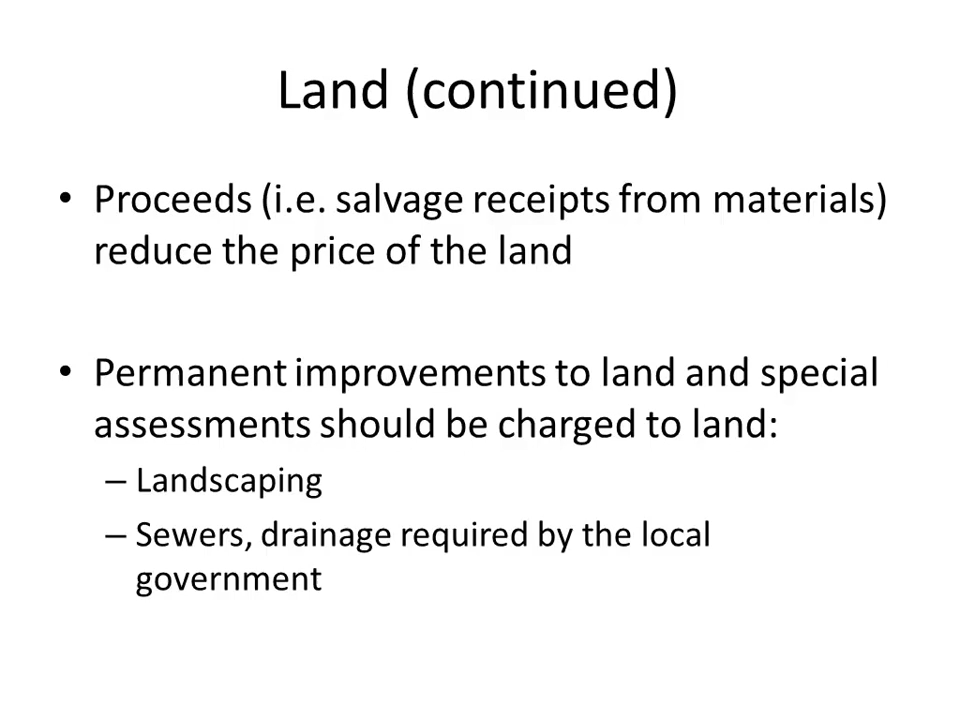 Land (continued)
• Proceeds (i.e. salvage receipts from materials)
reduce the price of the land
• Permanent improvements to land and special
assessments should be charged to land:
– Landscaping
– Sewers, drainage required by the local
government